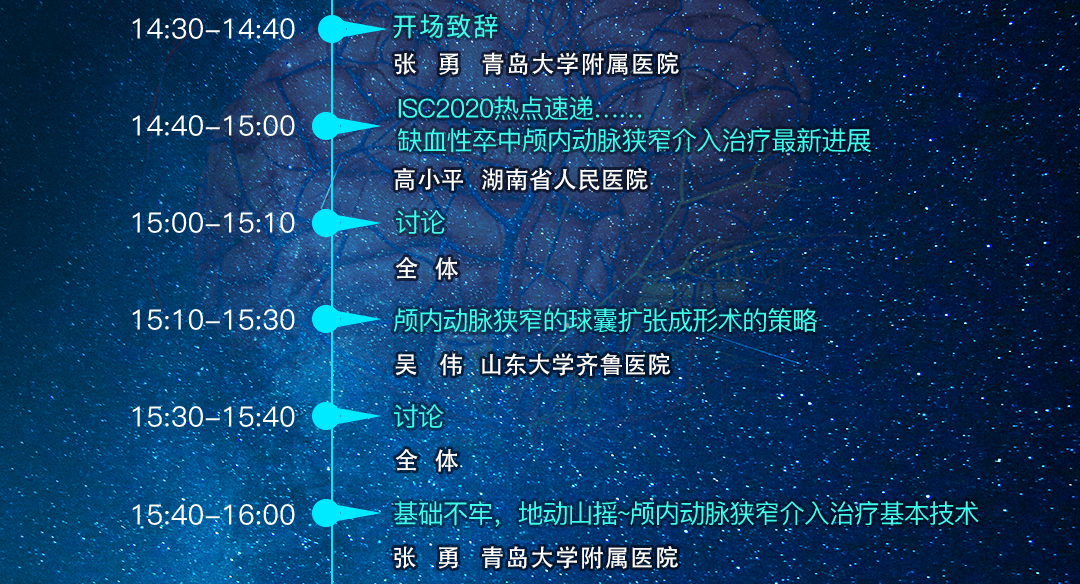 14:30-14:40 开场致辞
张 勇 青岛大学附属医院
ISC2020热点速递……
14:40-15:00 缺血性卒中颅内动脉狭窄介入治疗最新进展
高小平 湖南省人民医院
15:00-15:10 讨论
全 体
15:10-15:30 颅内动脉狭窄的球囊扩张成形术的策略
吴 伟 山东大学齐鲁医院
15:30-15:40 讨论
全 体
15:40-16:00 基础不牢，地动山摇~颅内动脉狭窄介入治疗基本技术
张 勇 青岛大学附属医院